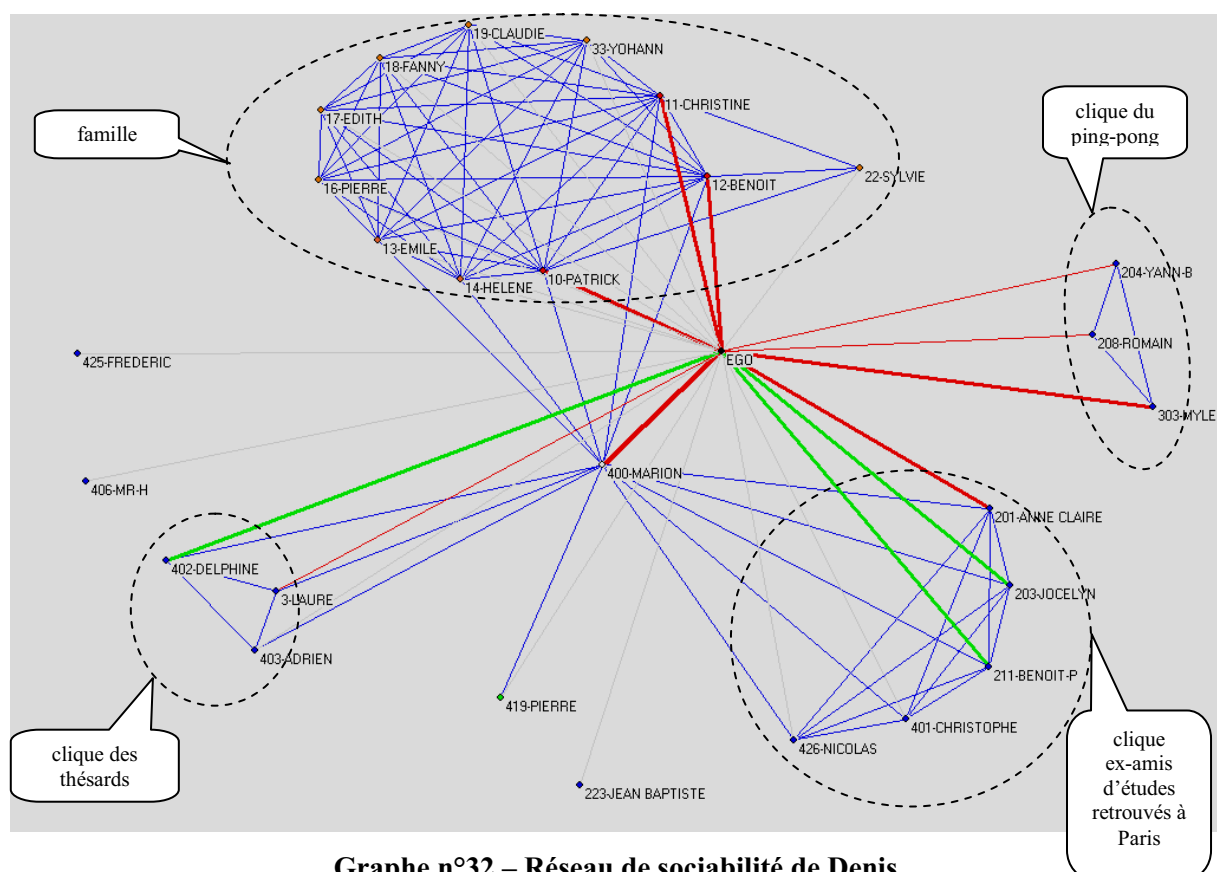 19-CLAUDIE
33-YOHANN
18-FANNY
11-CHRISTINE
17-EDITH
famille
clique du
ping-pong
16-PIERRE
12-BENOIT
22-SYLVIE
13-EMILE
10-PATRICK
14-HELENE
204-YANN-B
208-ROMAIN
425-FREDERIC
EGO
303-MYLE
400-MARION
406-MR-H
201-ANNE CLAIRE
402-DELPHINE
3-LAURE
203-JOCELYN
403-ADRIEN
211-BENOIT-P
419-PIERRE
401-CHRISTOPHE
426-NICOLAS
clique des
thésards
223-JEAN BAPTISTE
clique
ex-amis
d'études
retrouvés à
Paris
Graphe n°32 – Réseau de sociabilité de Denis